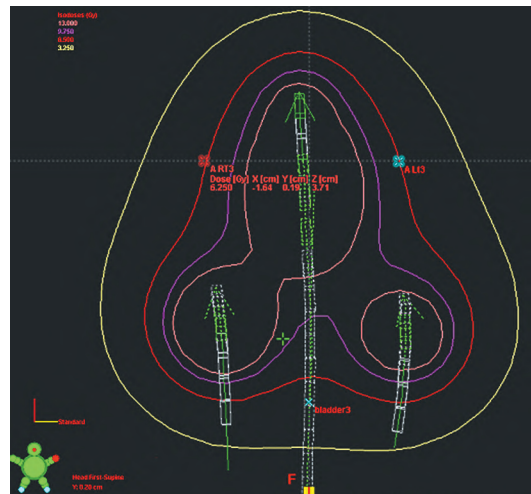 Isodoses (Gy)
13.000
9.750
6.500
3.250
A RT3
A Lt3
Dose [Gy] X [cm] Y [cm] Z [cm]
6.250 -1.64 0.19 3.71
bladder3
Standard
F
Head First-Supine
Y: 0.20 cm